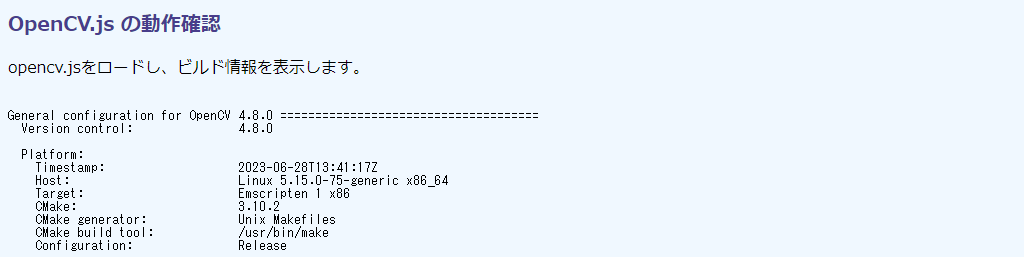 OpenCV.js の動作確認
opencv.jsをロードし、ビルド情報を表示します。
General configuration for OpenCV 4.8.0 =====================================
Version control: 4.8.0
Platform:
Timestamp: 2023-06-28T13:41:17Z
Host: Linux 5.15.0-75-generic x86_64
Target: Emscripten 1 x86
CMake: 3.10.2
CMake generator: Unix Makefiles
CMake build tool: /usr/bin/make
Configuration: Release